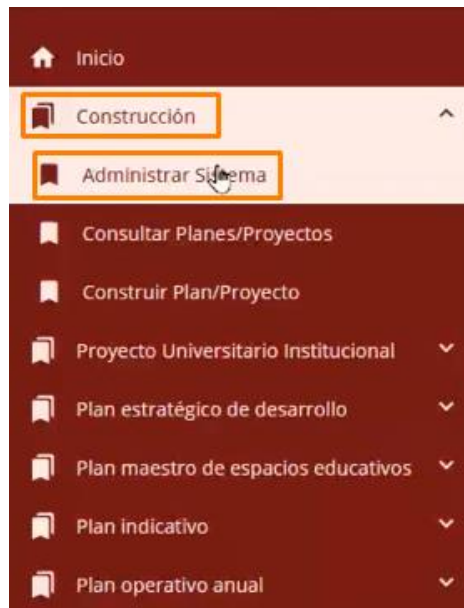 Inicio
Construcción
Administrar Sistema
Consultar Planes/Proyectos
Construir Plan/Proyecto
Proyecto Universitario Institucional
Plan estratégico de desarrollo
Plan maestro de espacios educativos
Plan indicativo
Plan operativo anual